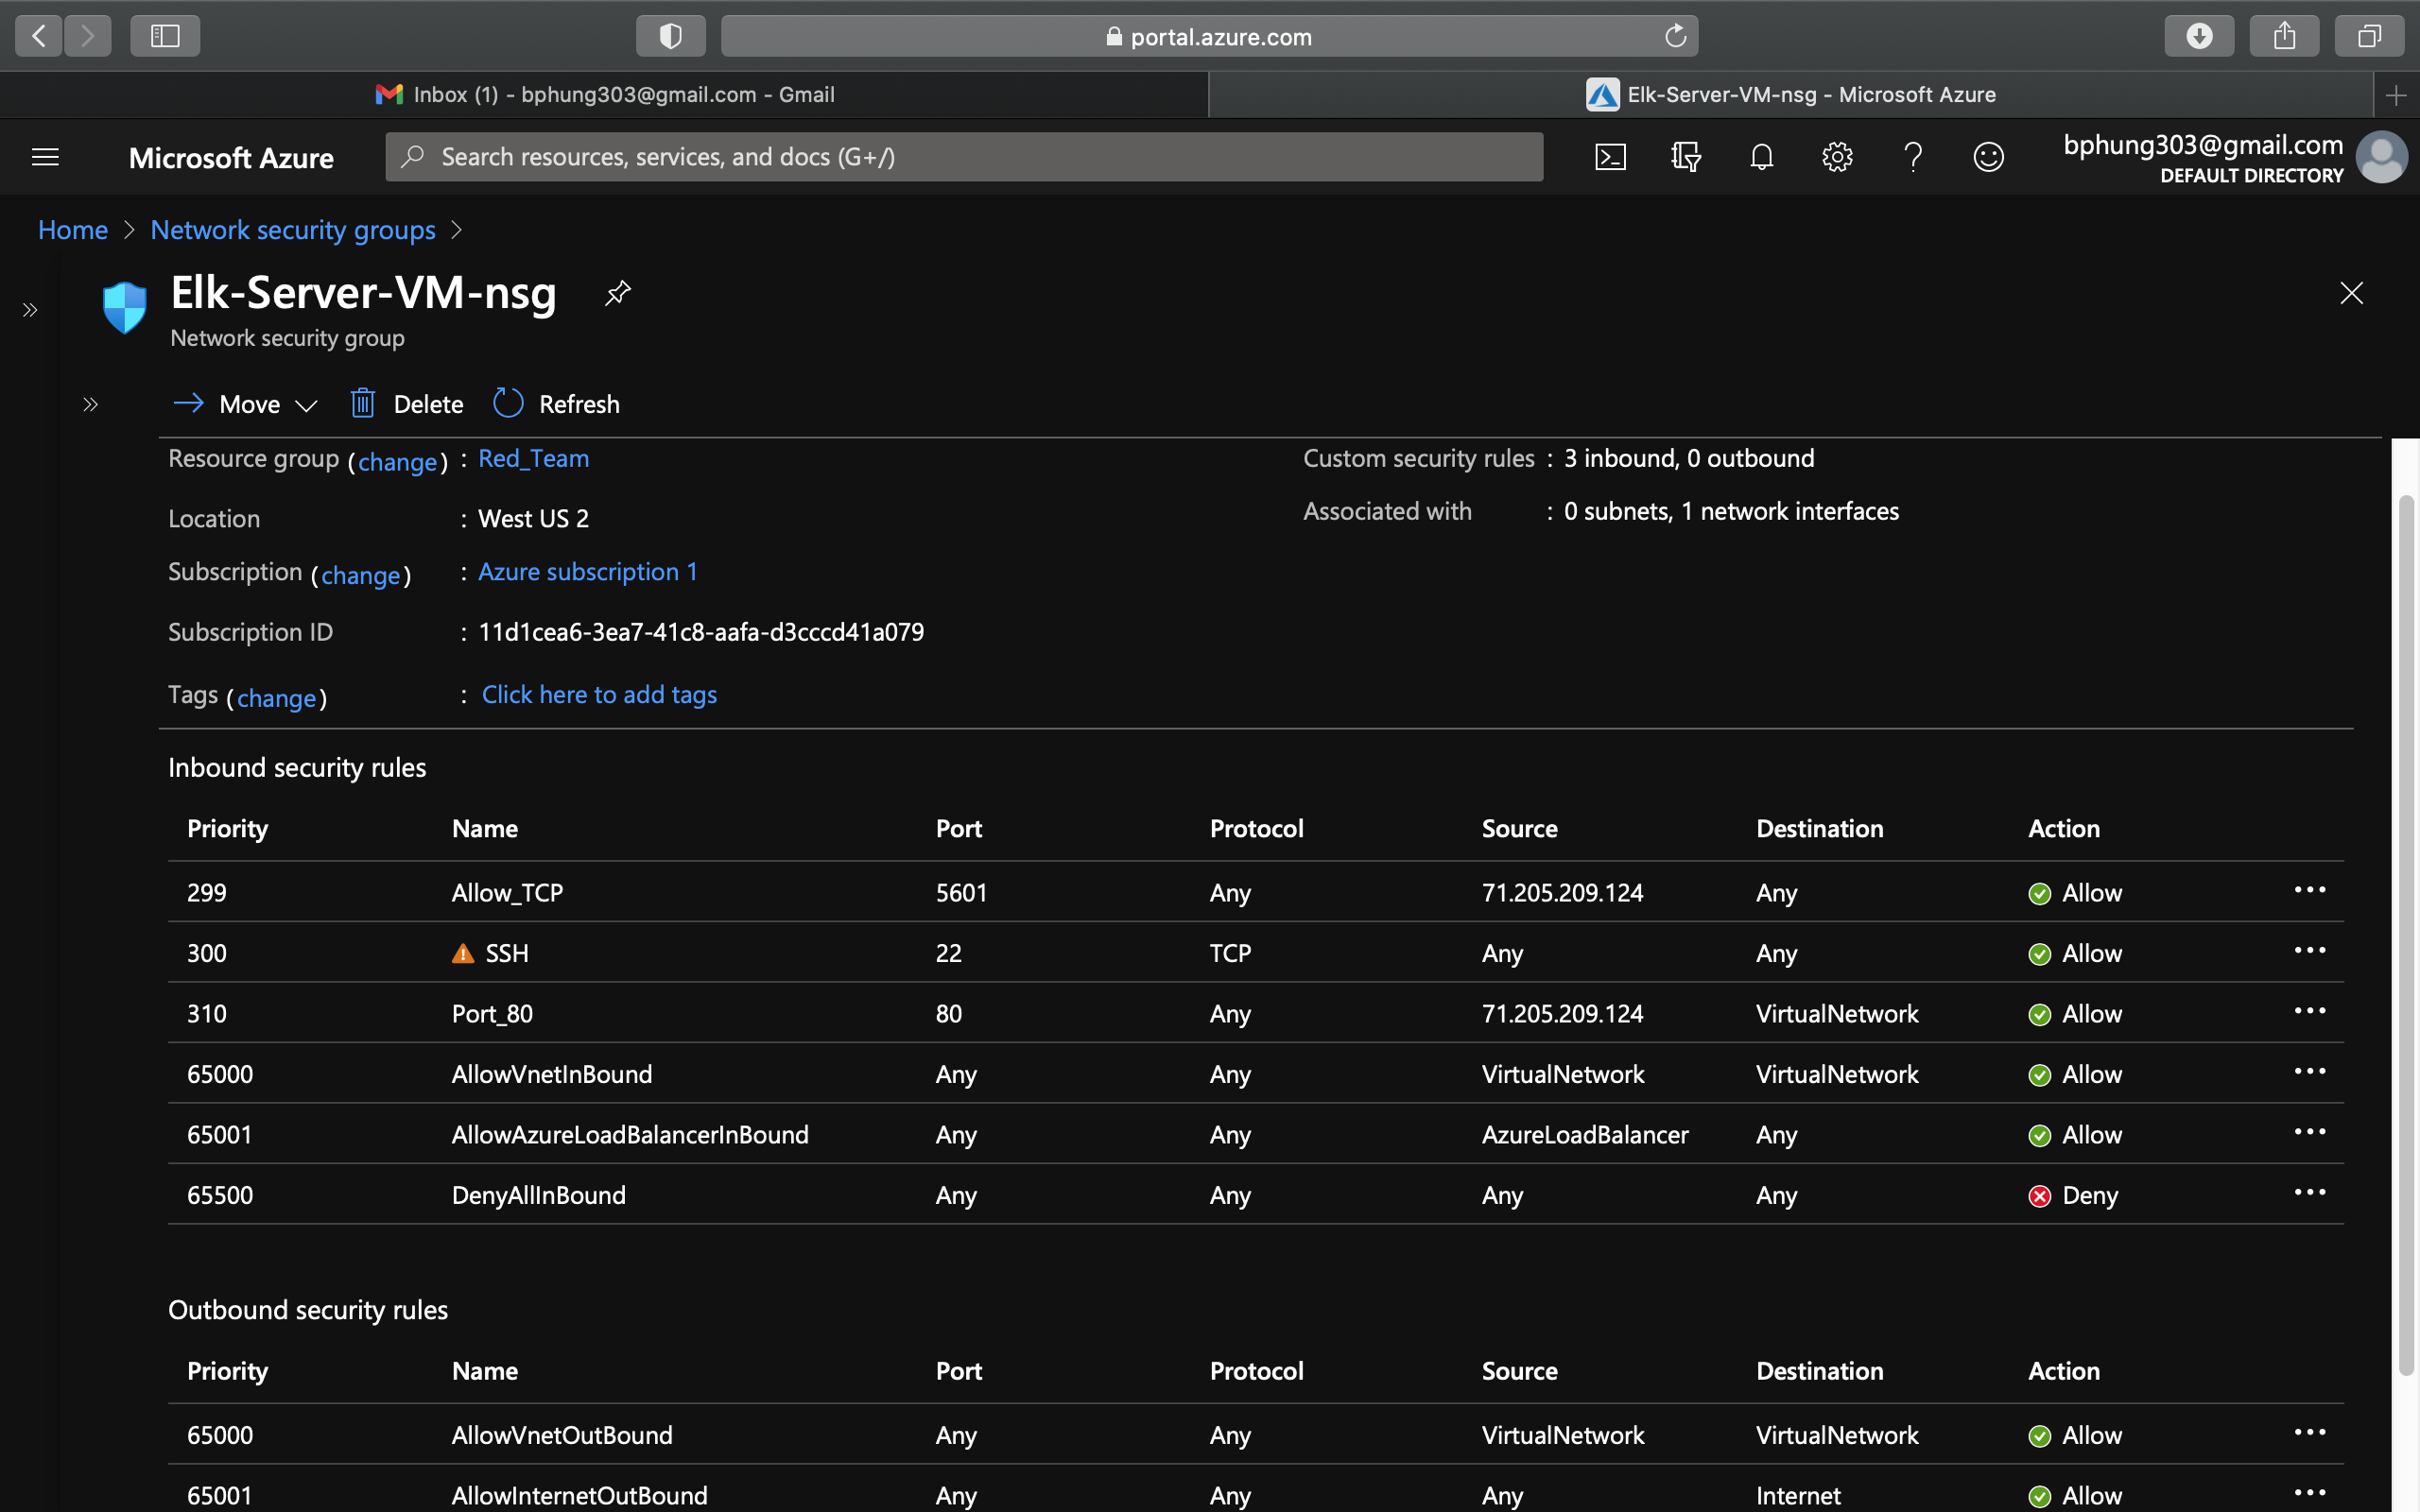 portal.azure.com
Inbox (1) - bphung303@gmail.com - Gmail
Elk-Server-VM-nsg - Microsoft Azure
Microsoft Azure
Search resources, services, and docs (G+/)
bphung303@gmail.com
DEFAULT DIRECTORY
Home > Network security groups >
Elk-Server-VM-nsg
Network security group
Move Delete Refresh
Resource group (change) : Red_Team
Custom security rules : 3 inbound, 0 outbound
Location : West US 2
Associated with : 0 subnets, 1 network interfaces
Subscription (change) : Azure subscription 1
Subscription ID : 11d1cea6-3ea7-41c8-aafa-d3cccd41a079
Tags (change) : Click here to add tags
Inbound security rules
Priority Name Port Protocol Source Destination Action
299 Allow_TCP 5601 Any 71.205.209.124 Any Allow ...
300 SSH 22 TCP Any Any Allow ...
310 Port_80 80 Any 71.205.209.124 VirtualNetwork Allow ...
65000 AllowVnetInBound Any Any VirtualNetwork VirtualNetwork Allow ...
65001 AllowAzureLoadBalancerInBound Any Any AzureLoadBalancer Any Allow ...
65500 DenyAllInBound Any Any Any Any Deny ...
Outbound security rules
Priority Name Port Protocol Source Destination Action
65000 AllowVnetOutBound Any Any VirtualNetwork VirtualNetwork Allow ...
65001 AllowInternetOutBound Any Any Any Internet Allow ...